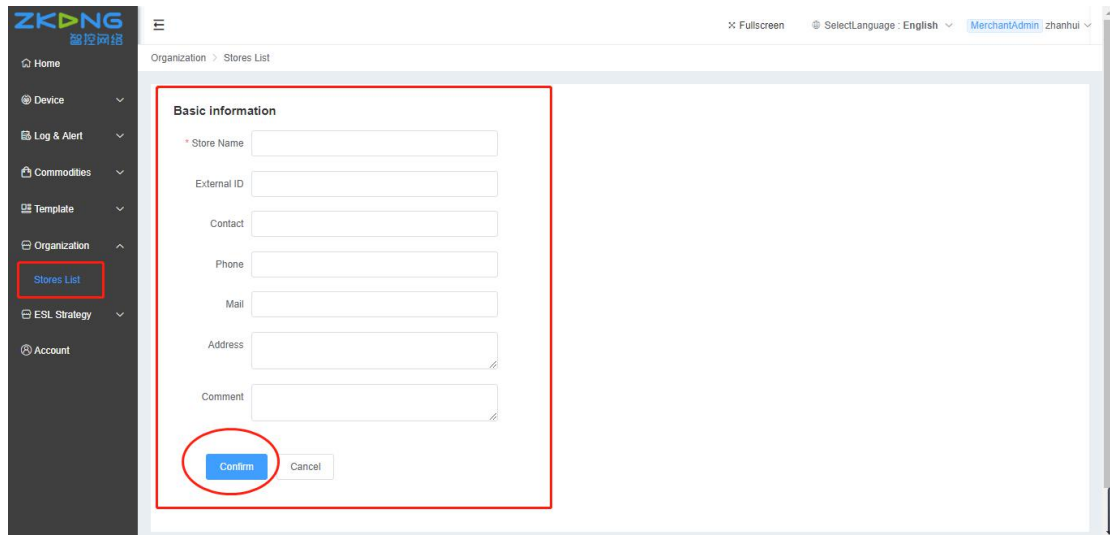 ZKDNG
智控网络
Fullscreen
SelectLanguage : English
MerchantAdmin zhanhui
Organization > Stores List
Home
Device
Log & Alert
Commodities
Template
Organization
Stores List
ESL Strategy
Account
Basic information
* Store Name
External ID
Contact
Phone
Mail
Address
Comment
Confirm
Cancel